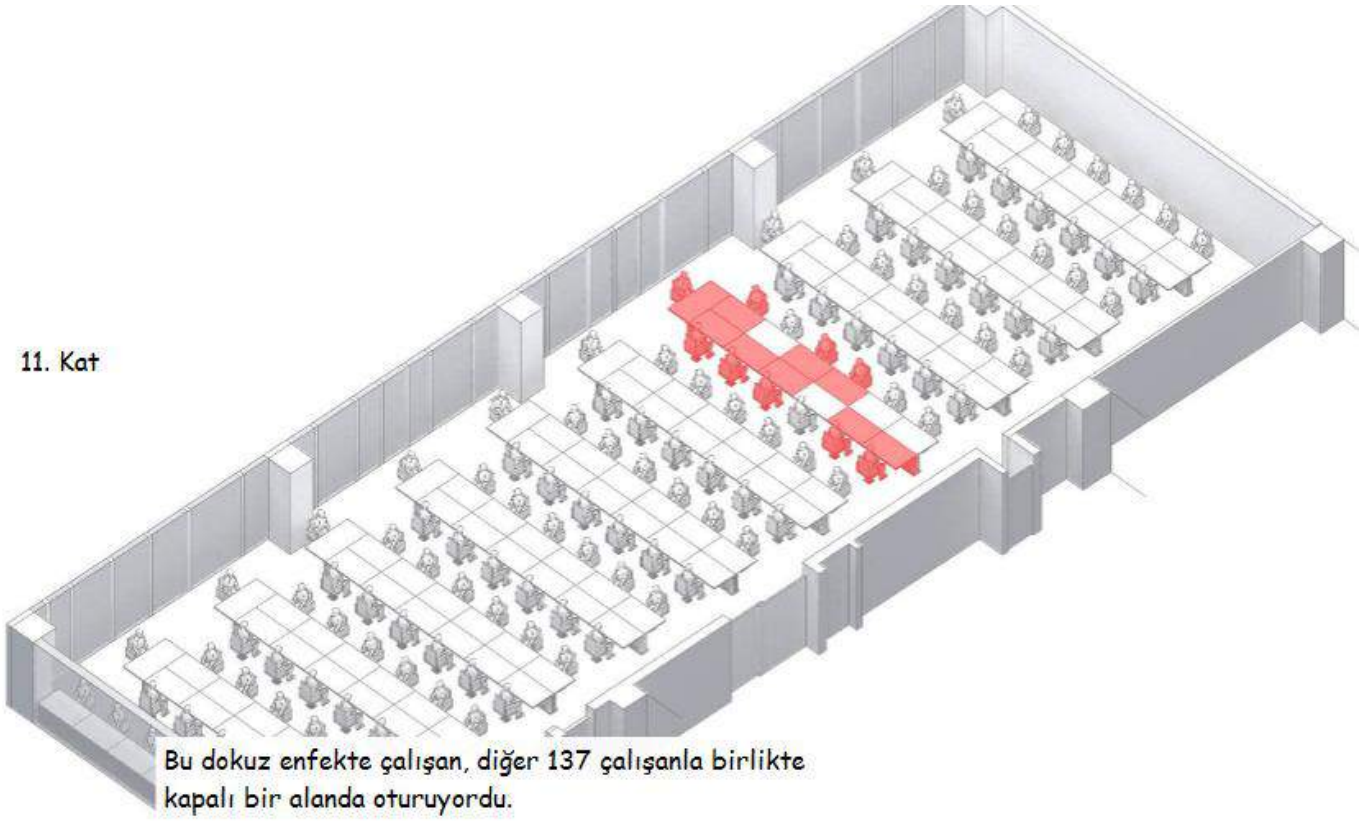 11. Kat
Bu dokuz enfekte çalışan, diğer 137 çalışanla birlikte
kapalı bir alanda oturuyordu.